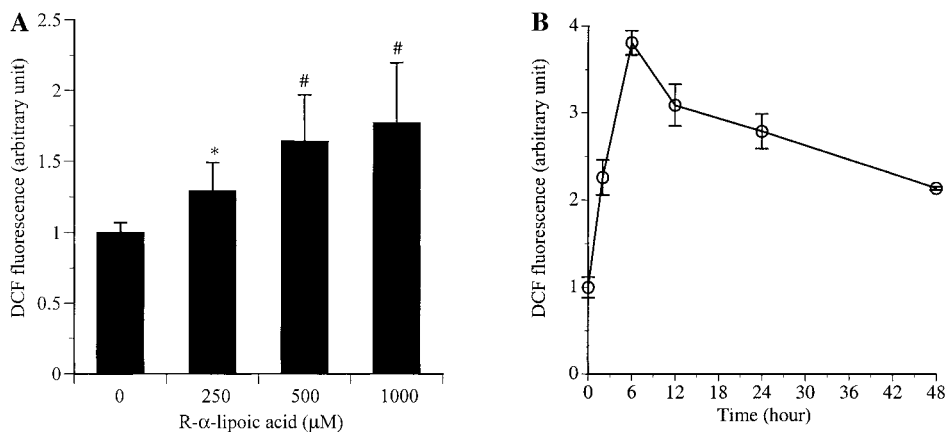 A
DCF fluorescence (arbitrary unit)
2.5
2
1.5
1
0.5
0
*
#
#
0 250 500 1000
R-α-lipoic acid (μM)
B
DCF fluorescence (arbitrary unit)
4
3
2
1
0
0 6 12 18 24 30 36 42 48
Time (hour)